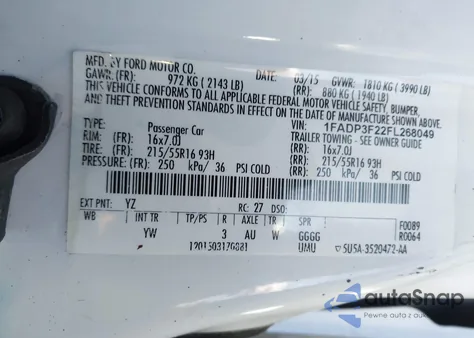 MFD. BY FORD MOTOR CO.
DATE: 03/15 GVWR: 1810 KG ( 3990 LB)
GAWR: (FR): 972 KG ( 2143 LB) (RR): 880 KG ( 1940 LB)
THIS VEHICLE CONFORMS TO ALL APPLICABLE FEDERAL MOTOR VEHICLE SAFETY, BUMPER,
AND THEFT PREVENTION STANDARDS IN EFFECT ON THE DATE OF MANUFACTURE SHOWN ABOVE.
VIN: 1FADP3F22FL268049
TYPE: Passenger Car TRAILER TOWING - SEE OWNER GUIDE
RIM: (FR): 16x7.0J (RR): 16x7.0J
TIRE: (FR): 215/55R16 93H (RR): 215/55R16 93H
PRESSURE: (FR): 250 kPa/ 36 PSI COLD (RR): 250 kPa/ 36 PSI COLD
EXT PNT: YZ RC: 27 DSO:
WB INT TR TP/PS R AXLE TR SPR F0089
YW 3 AU W GGGG R0064
UMU ▽5U5A-3520472-AA
autoSnap
Your Auto Sales History